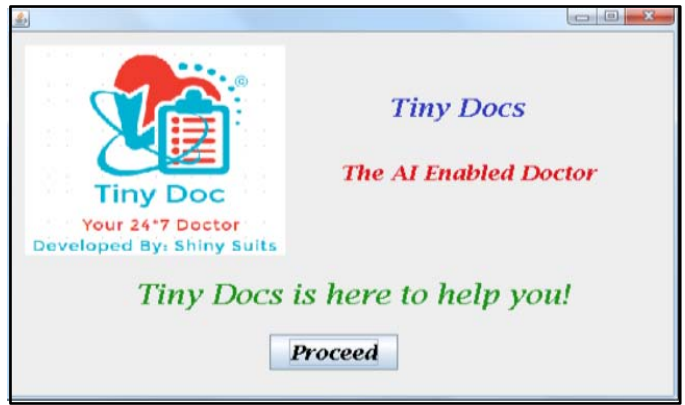 ©
Tiny Doc
Your 24*7 Doctor
Developed By: Shiny Suits
Tiny Docs
The AI Enabled Doctor
Tiny Docs is here to help you!
Proceed